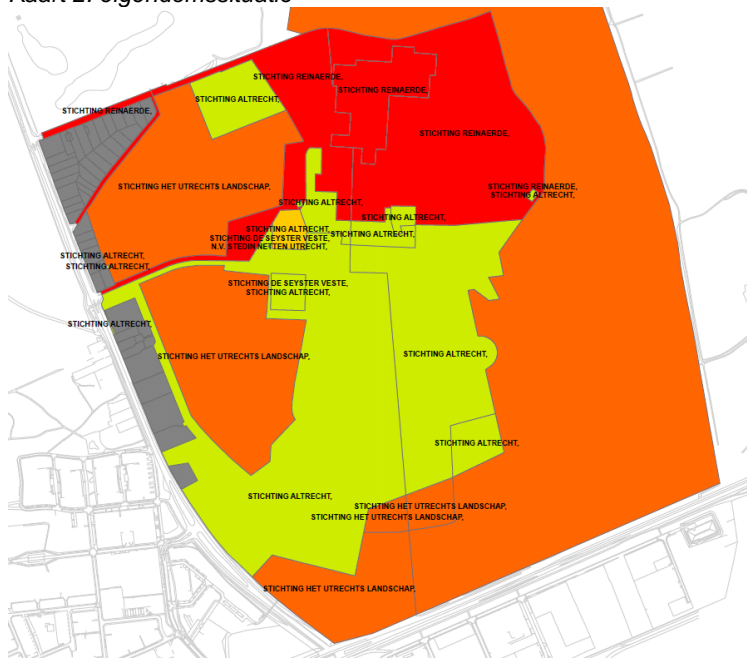 Kaart 2: eigendomssituatie
STICHTING REINAERDE,
STICHTING REINAERDE,
STICHTING ALTRECHT,
STICHTING REINAERDE,
STICHTING REINAERDE,
STICHTING HET UTRECHTS LANDSCHAP,
STICHTING REINAERDE,
STICHTING ALTRECHT,
STICHTING ALTRECHT,
STICHTING ALTRECHT,
STICHTING ALTRECHT,
STICHTING ALTRECHT,
STICHTING DE SEYSTER VESTE,
N.V. STEDIN NETTEN UTRECHT,
STICHTING ALTRECHT,
STICHTING ALTRECHT,
STICHTING DE SEYSTER VESTE,
STICHTING ALTRECHT,
STICHTING ALTRECHT,
STICHTING HET UTRECHTS LANDSCHAP,
STICHTING ALTRECHT,
STICHTING ALTRECHT,
STICHTING ALTRECHT,
STICHTING HET UTRECHTS LANDSCHAP,
STICHTING HET UTRECHTS LANDSCHAP,
STICHTING HET UTRECHTS LANDSCHAP,